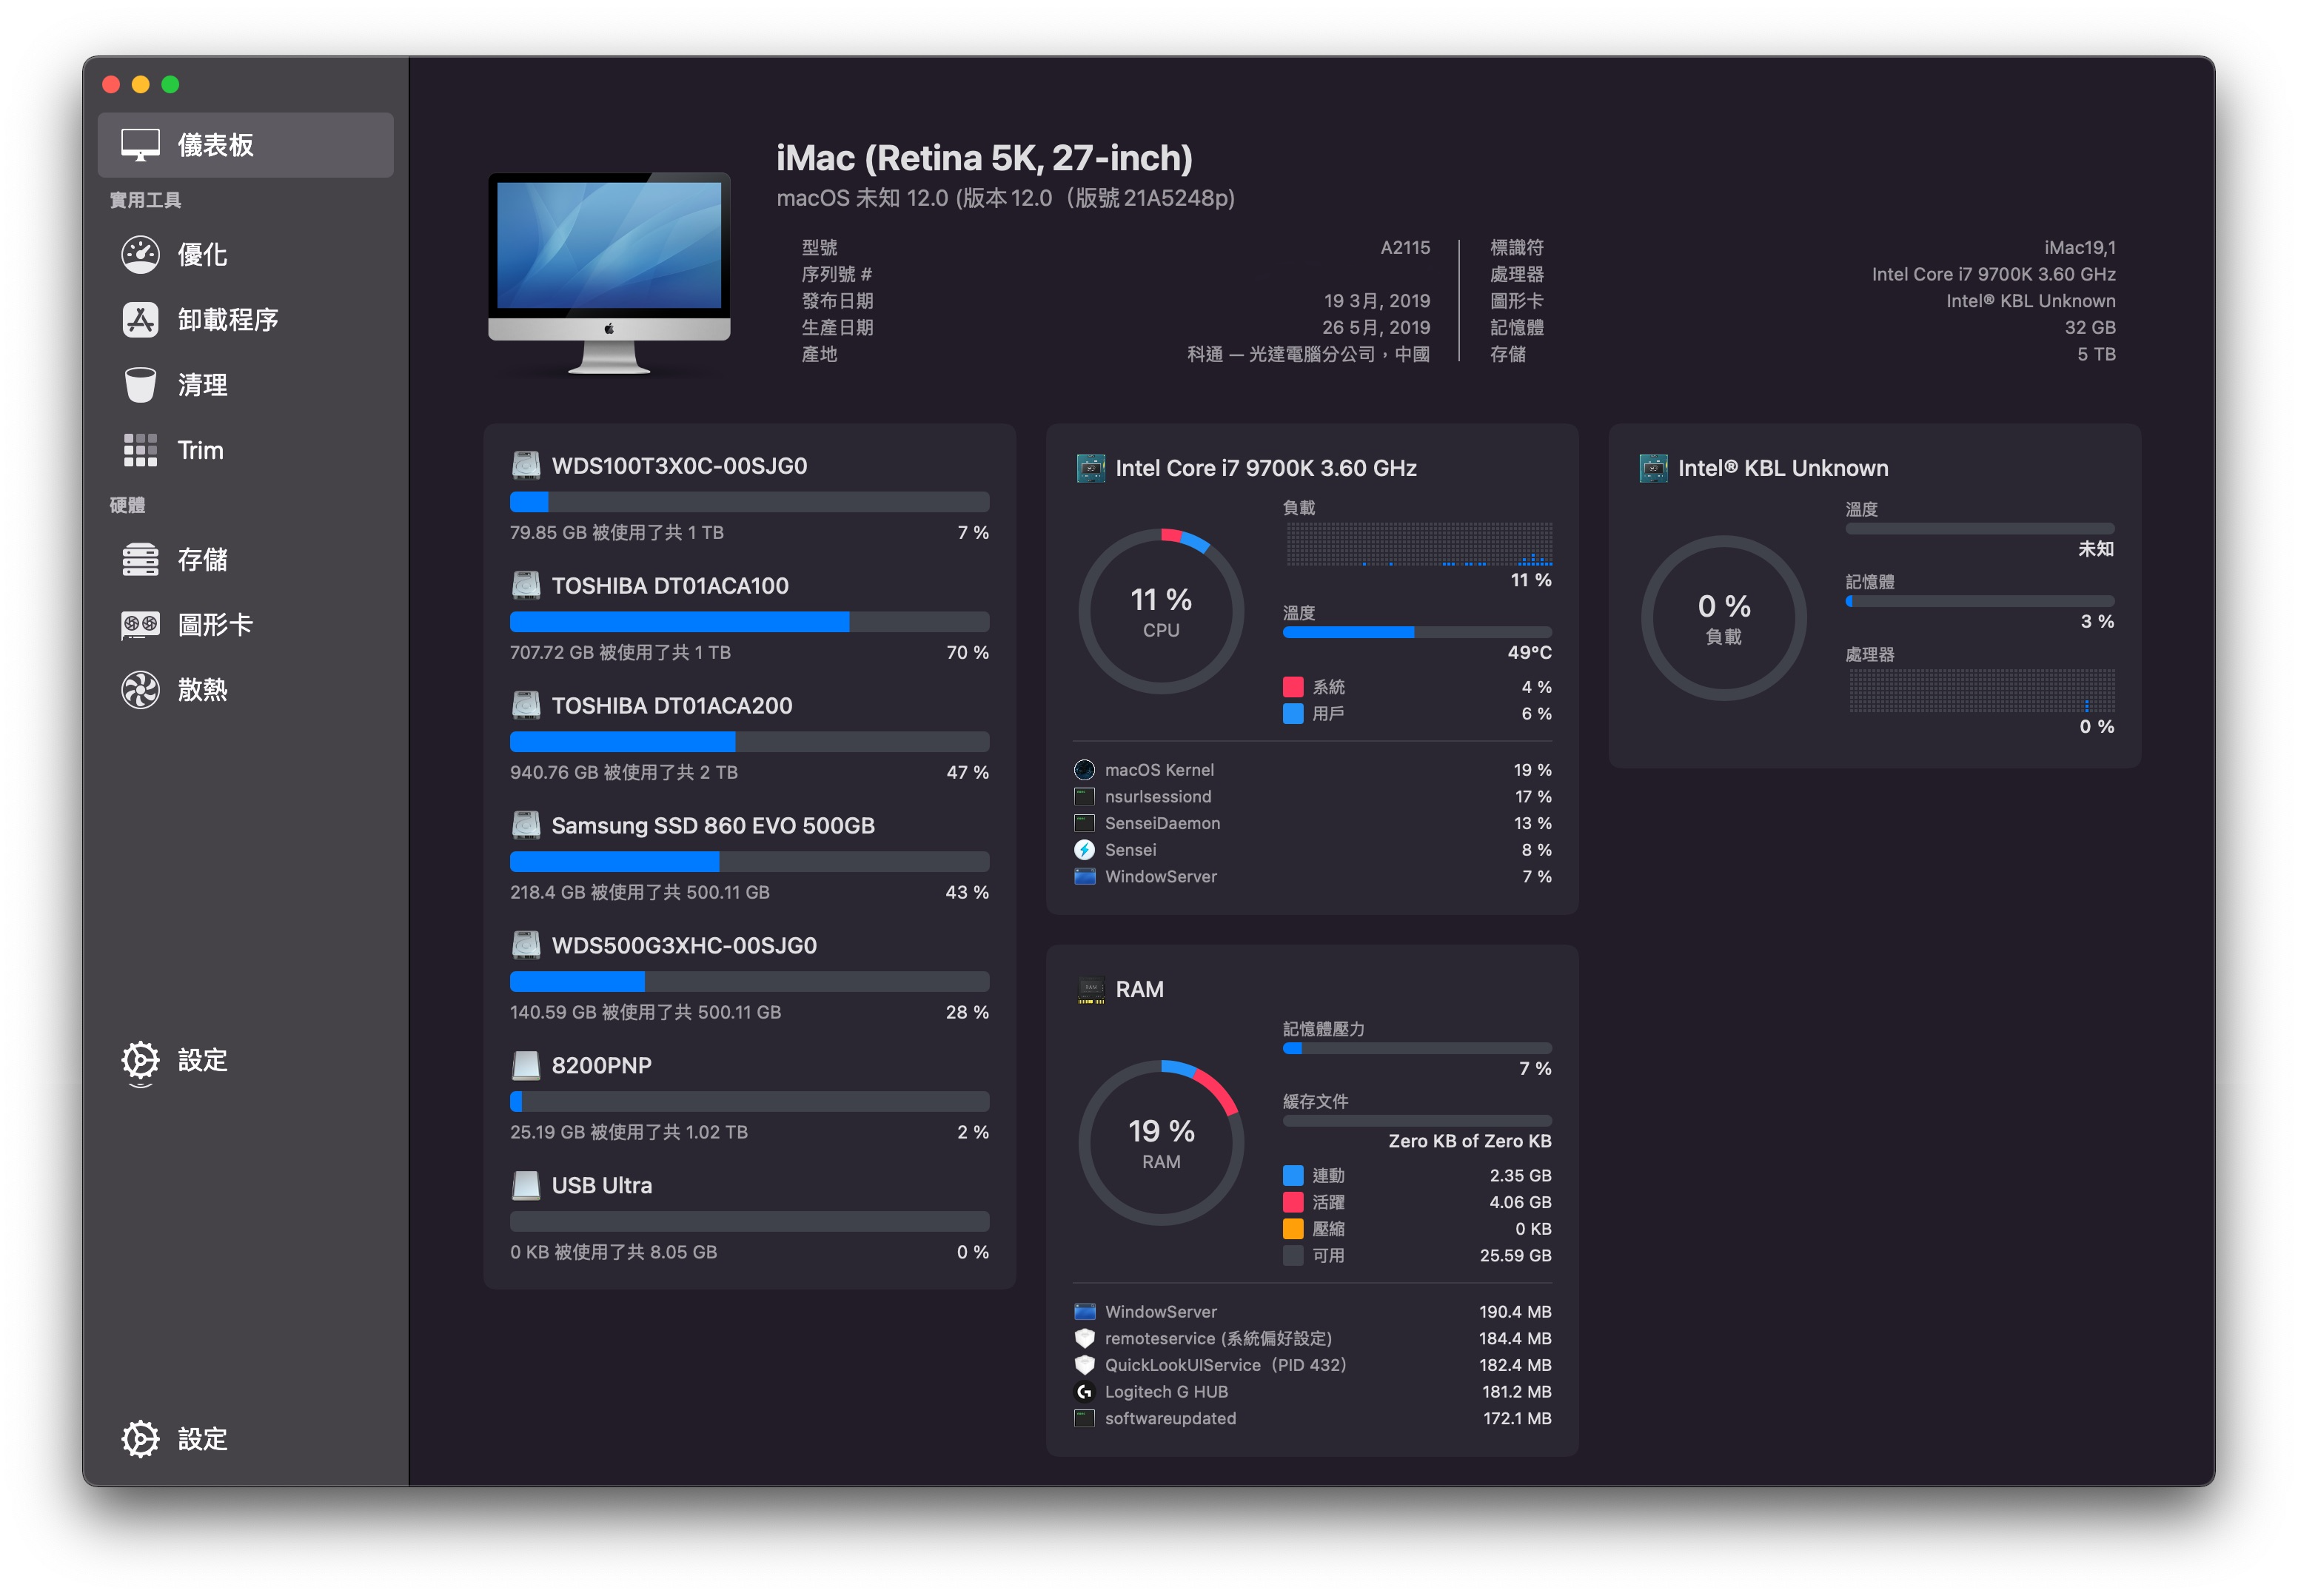 儀表板
實用工具
優化
卸載程序
清理
Trim
硬體
存儲
圖形卡
散熱
設定
設定
iMac (Retina 5K, 27-inch)
macOS 未知 12.0 (版本 12.0（版號 21A5248p)
型號 A2115
序列號 #
發布日期 19 3月, 2019
生產日期 26 5月, 2019
產地 科通 — 光達電腦分公司，中國
標識符 iMac19,1
處理器 Intel Core i7 9700K 3.60 GHz
圖形卡 Intel® KBL Unknown
記憶體 32 GB
存儲 5 TB
WDS100T3X0C-00SJG0
79.85 GB 被使用了共 1 TB 7 %
TOSHIBA DT01ACA100
707.72 GB 被使用了共 1 TB 70 %
TOSHIBA DT01ACA200
940.76 GB 被使用了共 2 TB 47 %
Samsung SSD 860 EVO 500GB
218.4 GB 被使用了共 500.11 GB 43 %
WDS500G3XHC-00SJG0
140.59 GB 被使用了共 500.11 GB 28 %
8200PNP
25.19 GB 被使用了共 1.02 TB 2 %
USB Ultra
0 KB 被使用了共 8.05 GB 0 %
Intel Core i7 9700K 3.60 GHz
11 %
CPU
負載
11 %
溫度
49°C
系統 4 %
用戶 6 %
macOS Kernel 19 %
nsurlsessiond 17 %
SenseiDaemon 13 %
Sensei 8 %
WindowServer 7 %
RAM
19 %
RAM
記憶體壓力
7 %
緩存文件
Zero KB of Zero KB
連動 2.35 GB
活躍 4.06 GB
壓縮 0 KB
可用 25.59 GB
WindowServer 190.4 MB
remoteservice (系統偏好設定) 184.4 MB
QuickLookUIService（PID 432） 182.4 MB
Logitech G HUB 181.2 MB
softwareupdated 172.1 MB
Intel® KBL Unknown
0 %
負載
溫度
未知
記憶體
3 %
處理器
0 %